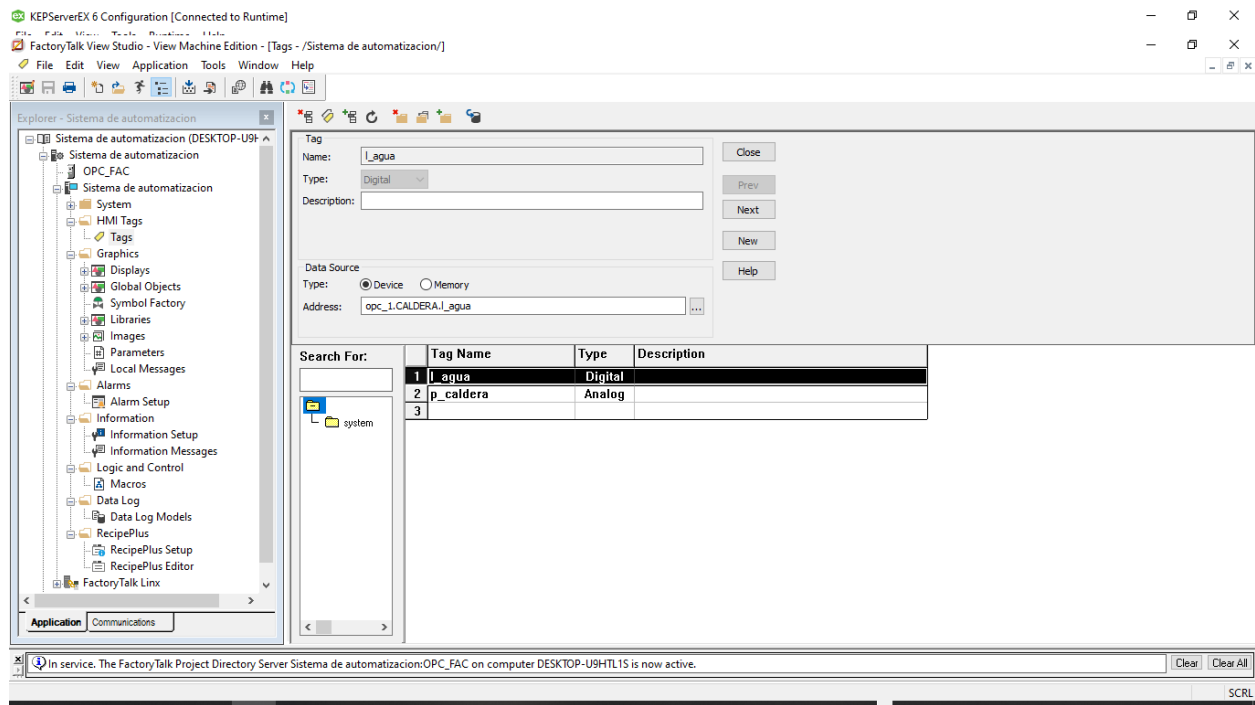 KEPServerEX 6 Configuration [Connected to Runtime]
FactoryTalk View Studio - View Machine Edition - [Tags - /Sistema de automatizacion/]
File Edit View Application Tools Window Help
Explorer - Sistema de automatizacion
Sistema de automatizacion (DESKTOP-U9H
Sistema de automatizacion
OPC_FAC
Sistema de automatizacion
System
HMI Tags
Tags
Graphics
Displays
Global Objects
Symbol Factory
Libraries
Images
Parameters
Local Messages
Alarms
Alarm Setup
Information
Information Setup
Information Messages
Logic and Control
Macros
Data Log
Data Log Models
RecipePlus
RecipePlus Setup
RecipePlus Editor
FactoryTalk Linx
Application Communications
Tag
Name: l_agua
Type: Digital
Description:
Close
Prev
Next
New
Help
Data Source
Type: Device Memory
Address: opc_1.CALDERA.l_agua ...
Search For:
system
Tag Name Type Description
1 l_agua Digital
2 p_caldera Analog
3
In service. The FactoryTalk Project Directory Server Sistema de automatizacion:OPC_FAC on computer DESKTOP-U9HTL1S is now active.
Clear Clear All
SCRL